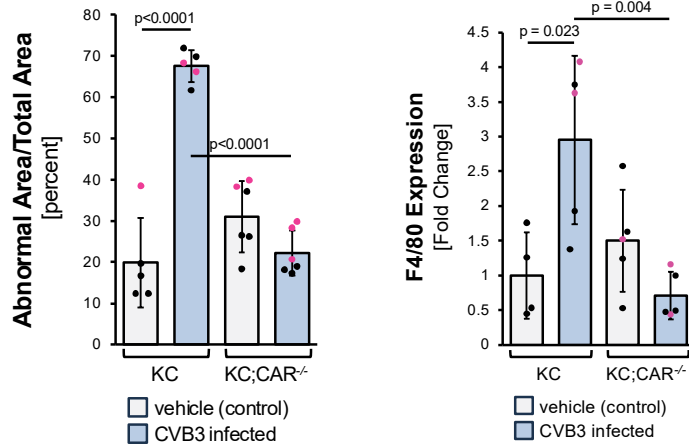 Abnormal Area/Total Area
[percent]
80
70
60
50
40
30
20
10
0
p<0.0001
p<0.0001
KC
KC;CAR-/-
vehicle (control)
CVB3 infected
F4/80 Expression
[Fold Change]
4.5
4
3.5
3
2.5
2
1.5
1
0.5
0
p = 0.004
p = 0.023
KC
KC;CAR-/-
vehicle (control)
CVB3 infected